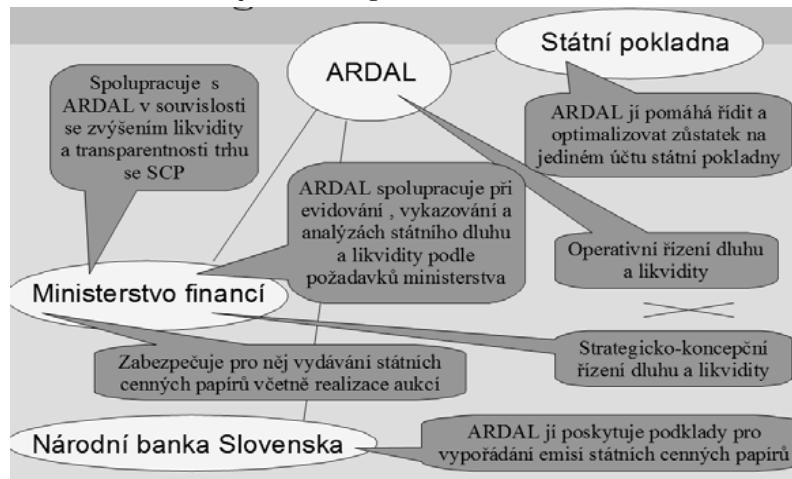 Státní pokladna
ARDAL
Spolupracuje s
ARDAL v souvislosti
se zvýšením likvidity
a transparentnosti trhu
se SCP
ARDAL jí pomáhá řídit a
optimalizovat zůstatek na
jediném účtu státní pokladny
ARDAL spolupracuje při
evidování , vykazování a
analýzách státního dluhu
a likvidity podle
požadavků ministerstva
Operativní řízení dluhu
a likvidity
Ministerstvo financí
Strategicko-koncepční
řízení dluhu a likvidity
Zabezpečuje pro něj vydávání státních
cenných papírů včetně realizace aukcí
Národní banka Slovenska
ARDAL jí poskytuje podklady pro
vypořádání emisí státních cenných papírů